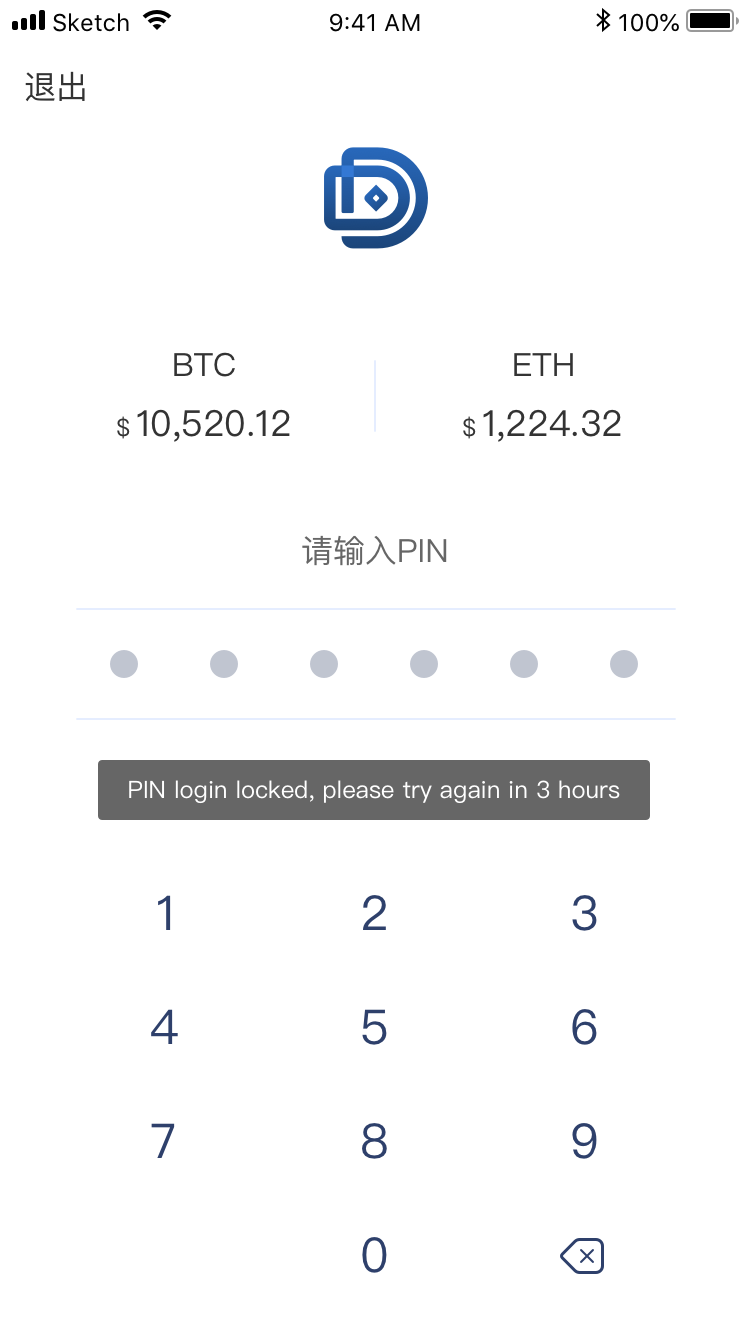 Sketch 9:41 AM 100%
退出
BTC ETH
$ 10,520.12 $ 1,224.32
请输入PIN
PIN login locked, please try again in 3 hours
1 2 3
4 5 6
7 8 9
0